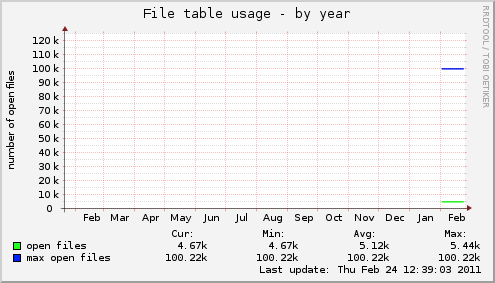 File table usage - by year
RRDTOOL / TOBI OETIKER
number of open files
120 k
110 k
100 k
90 k
80 k
70 k
60 k
50 k
40 k
30 k
20 k
10 k
0
Feb Mar Apr May Jun Jul Aug Sep Oct Nov Dec Jan Feb
Cur: Min: Avg: Max:
open files 4.67k 4.67k 5.12k 5.44k
max open files 100.22k 100.22k 100.22k 100.22k
Last update: Thu Feb 24 12:39:03 2011